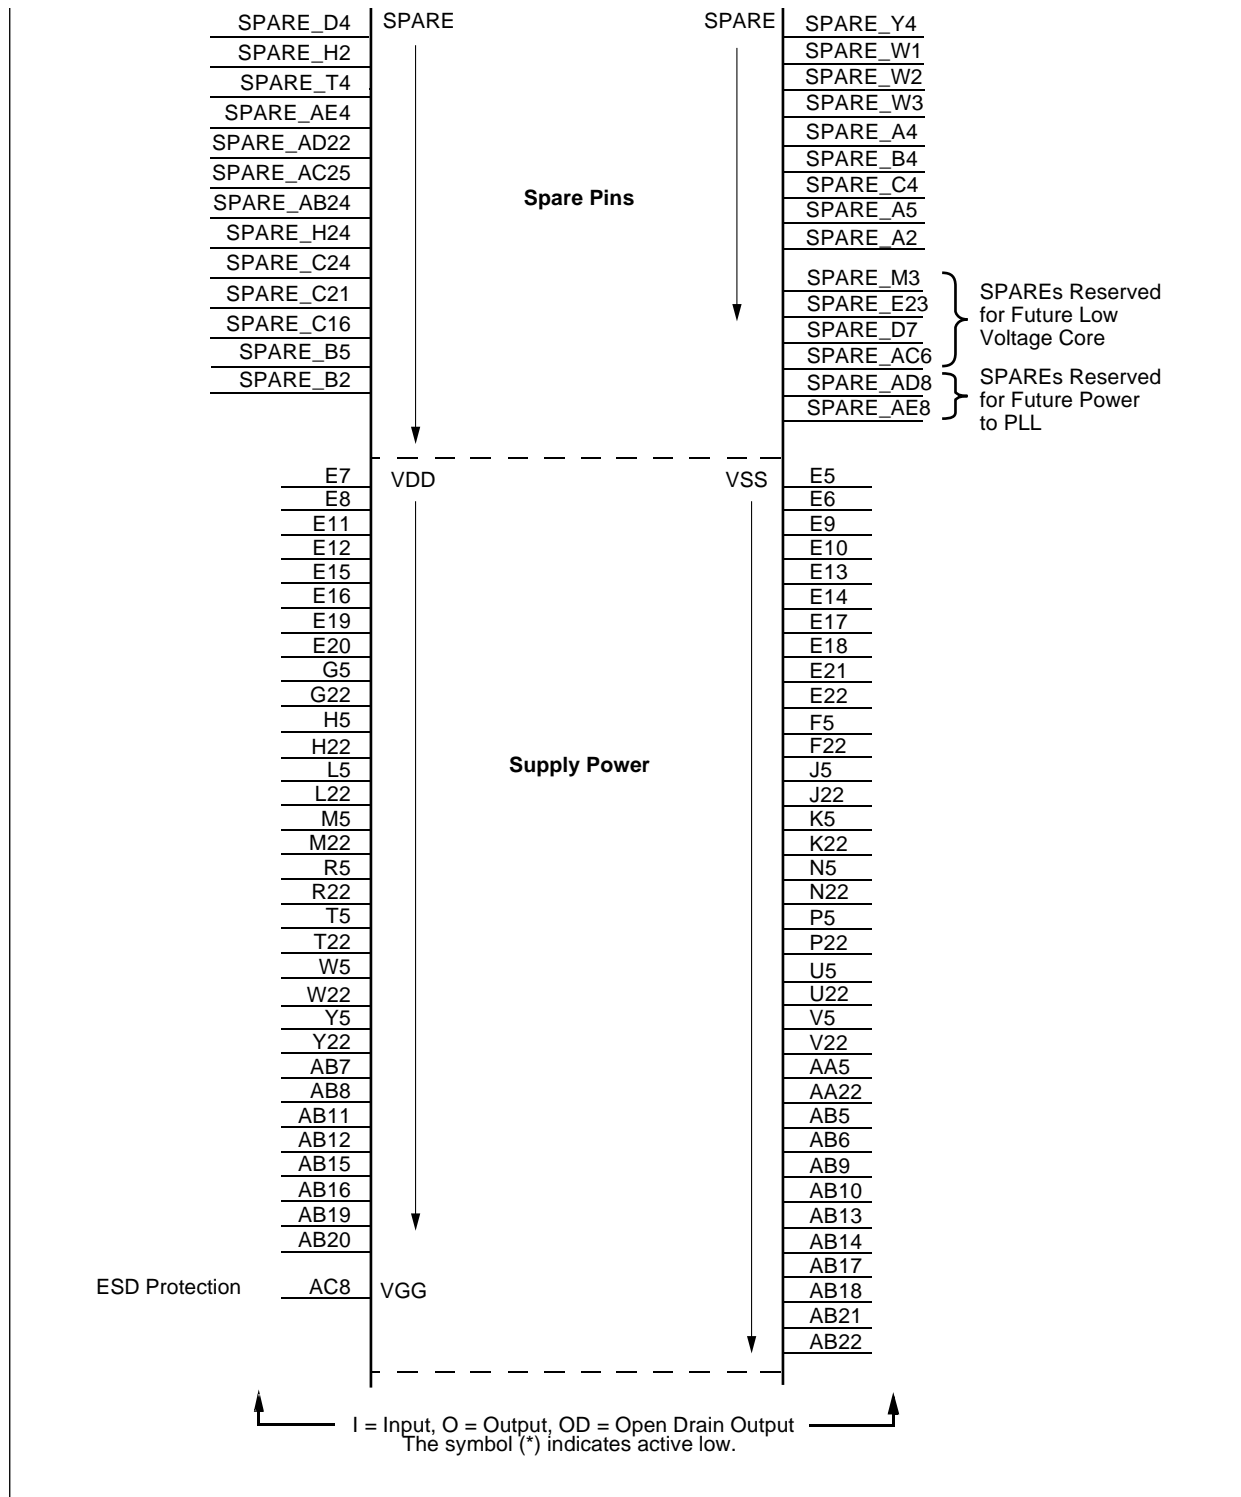 SPARE_D4
SPARE_H2
SPARE_T4
SPARE_AE4
SPARE_AD22
SPARE_AC25
SPARE_AB24
SPARE_H24
SPARE_C24
SPARE_C21
SPARE_C16
SPARE_B5
SPARE_B2
SPARE
SPARE
Spare Pins
SPARE_Y4
SPARE_W1
SPARE_W2
SPARE_W3
SPARE_A4
SPARE_B4
SPARE_C4
SPARE_A5
SPARE_A2
SPARE_M3
SPARE_E23
SPARE_D7
SPARE_AC6
SPARE_AD8
SPARE_AE8
SPAREs Reserved
for Future Low
Voltage Core
SPAREs Reserved
for Future Power
to PLL
E7
E8
E11
E12
E15
E16
E19
E20
G5
G22
H5
H22
L5
L22
M5
M22
R5
R22
T5
T22
W5
W22
Y5
Y22
AB7
AB8
AB11
AB12
AB15
AB16
AB19
AB20
VDD
VSS
Supply Power
E5
E6
E9
E10
E13
E14
E17
E18
E21
E22
F5
F22
J5
J22
K5
K22
N5
N22
P5
P22
U5
U22
V5
V22
AA5
AA22
AB5
AB6
AB9
AB10
AB13
AB14
AB17
AB18
AB21
AB22
ESD Protection
AC8
VGG
I = Input, O = Output, OD = Open Drain Output
The symbol (*) indicates active low.